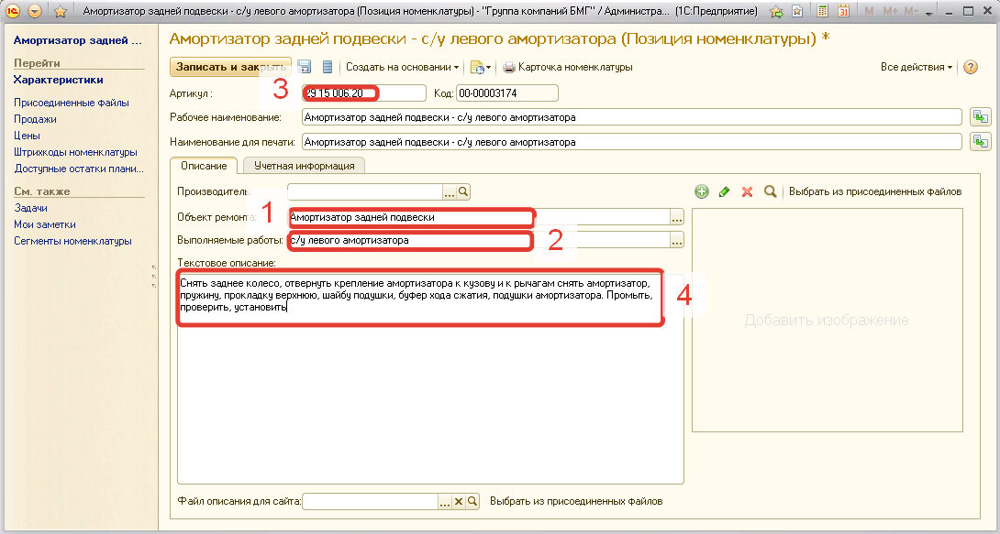 Амортизатор задней подвески - с/у левого амортизатора (Позиция номенклатуры) - "Группа компаний БМГ" / Администра... (1С:Предприятие) M M+ M-
Амортизатор задней ...
Перейти
Характеристики
Присоединенные файлы
Продажи
Цены
Штрихкоды номенклатуры
Доступные остатки плани...
См. также
Задачи
Мои заметки
Сегменты номенклатуры
Амортизатор задней подвески - с/у левого амортизатора (Позиция номенклатуры) *
Записать и закрыть Создать на основании Карточка номенклатуры Все действия
Артикул: 3 29.15.006.20 Код: 00-00003174
Рабочее наименование: Амортизатор задней подвески - с/у левого амортизатора
Наименование для печати: Амортизатор задней подвески - с/у левого амортизатора
Описание Учетная информация
Производитель: Выбрать из присоединенных файлов
Объект ремонта: 1 Амортизатор задней подвески
Выполняемые работы: с/у левого амортизатора 2
Текстовое описание:
Снять заднее колесо, отвернуть крепление амортизатора к кузову и к рычагам снять амортизатор,
пружину, прокладку верхнюю, шайбу подушки, буфер хода сжатия, подушки амортизатора. Промыть,
проверить, установить
4
Добавить изображение
Файл описания для сайта: Выбрать из присоединенных файлов